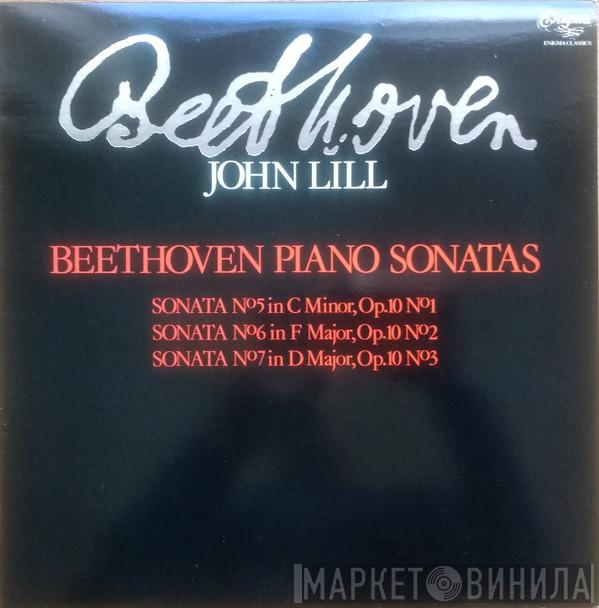 Enigma
ENIGMA CLASSICS
Beethoven
JOHN LILL
BEETHOVEN PIANO SONATAS
SONATA Nº5 in C Minor, Op.10 Nº1
SONATA Nº6 in F Major, Op.10 Nº2
SONATA Nº7 in D Major, Op.10 Nº3
МАРКЕТ ВИНИЛА